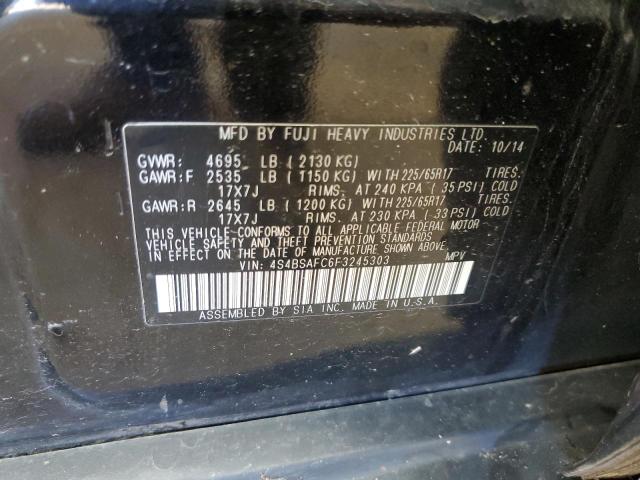 MFD BY FUJI HEAVY INDUSTRIES LTD.
DATE: 10/14
GVWR: 4695 LB (2130 KG)
GAWR:F 2535 LB (1150 KG) WITH 225/65R17 TIRES.
17X7J RIMS. AT 240 KPA (35 PSI) COLD
GAWR:R 2645 LB (1200 KG) WITH 225/65R17 TIRES.
17X7J RIMS. AT 230 KPA (33 PSI) COLD
THIS VEHICLE CONFORMS TO ALL APPLICABLE FEDERAL MOTOR
VEHICLE SAFETY AND THEFT PREVENTION STANDARDS
IN EFFECT ON THE DATE OF MANUFACTURE SHOWN ABOVE.
VIN: 4S4BSAFC6F3245303 MPV
ASSEMBLED BY SIA INC. MADE IN U.S.A.